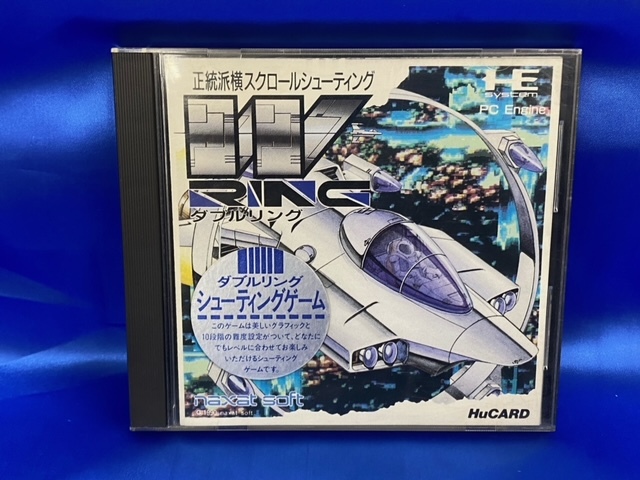 正統派横スクロールシューティング
HE
system
PC Engine
W
RING
ダブルリング
ダブルリング
シューティングゲーム
このゲームは美しいグラフィックと
10段階の難度設定がついて、どなたに
でもレベルに合わせてお楽しみ
いただけるシューティング
ゲームです。
naxat soft
HuCARD